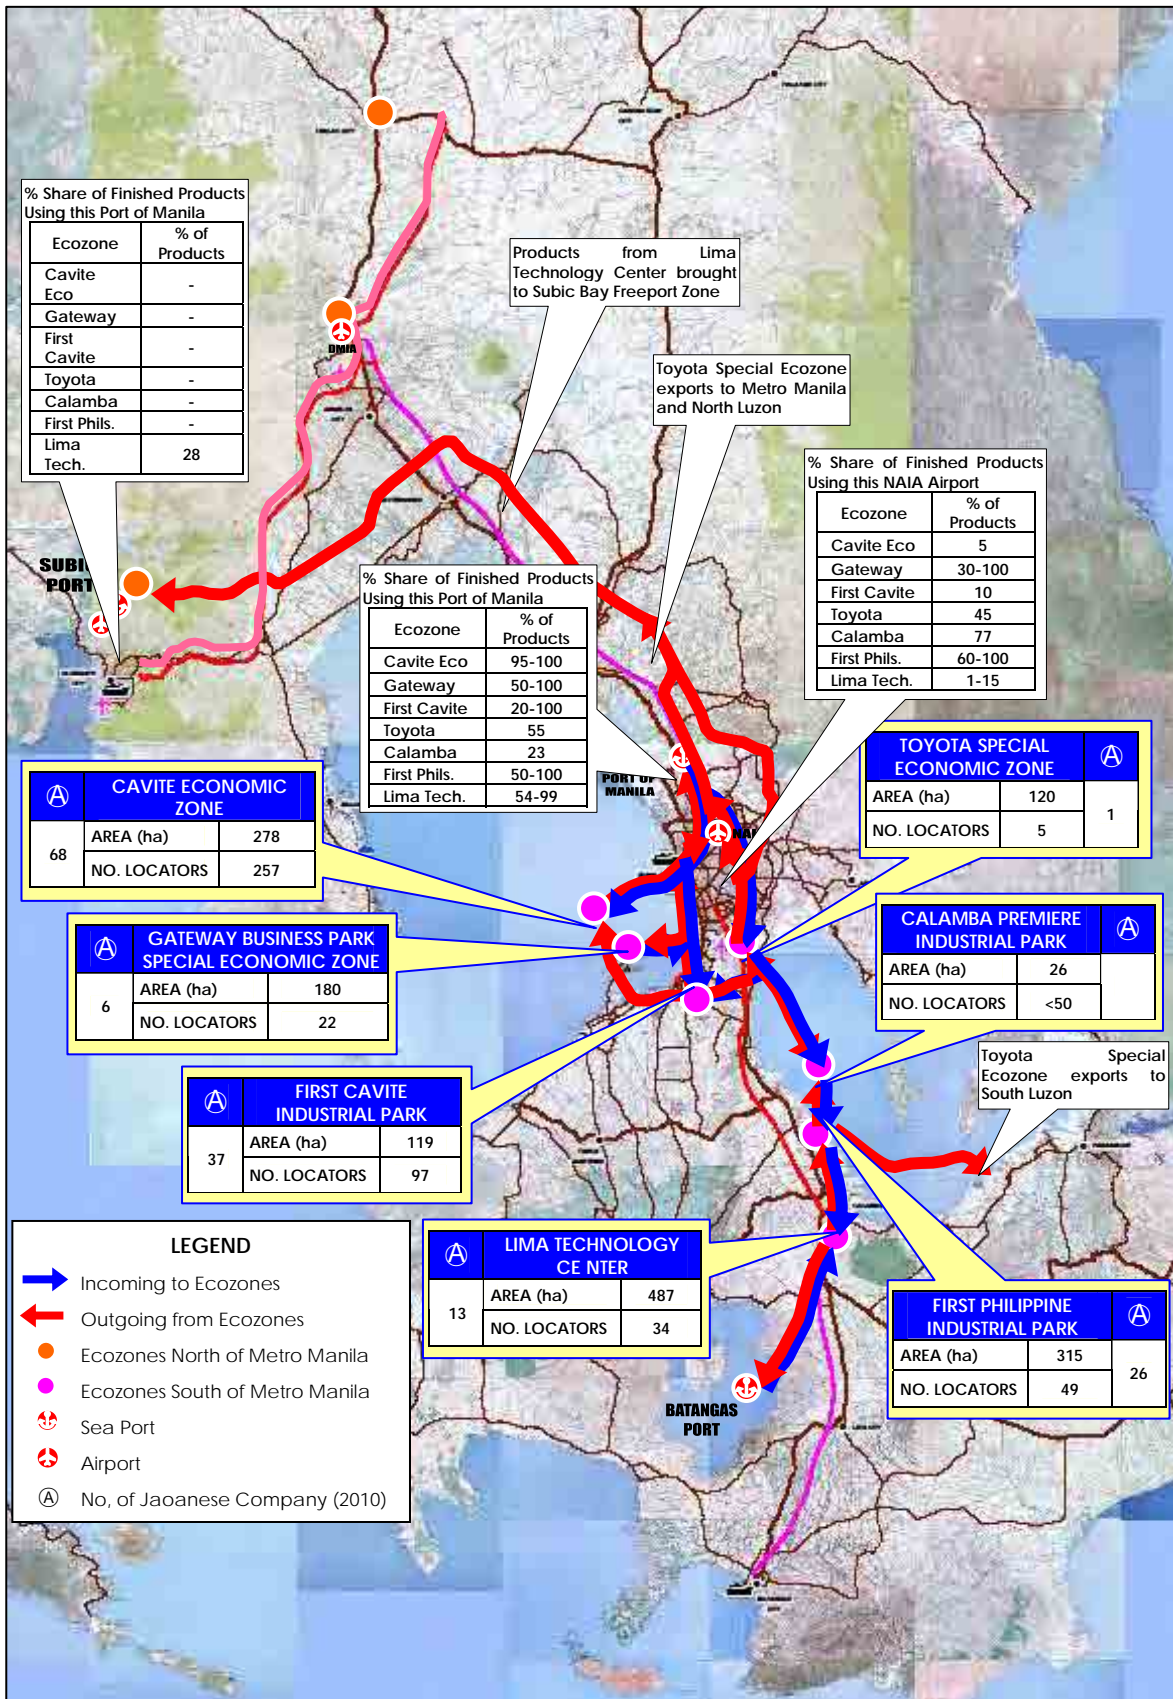 % Share of Finished Products
Using this Port of Manila
Ecozone % of Products
Cavite Eco -
Gateway -
First Cavite -
Toyota -
Calamba -
First Phils. -
Lima Tech. 28
Products from Lima
Technology Center brought
to Subic Bay Freeport Zone
Toyota Special Ecozone
exports to Metro Manila
and North Luzon
% Share of Finished Products
Using this NAIA Airport
Ecozone % of Products
Cavite Eco 5
Gateway 30-100
First Cavite 10
Toyota 45
Calamba 77
First Phils. 60-100
Lima Tech. 1-15
DMIA
PORT
% Share of Finished Products
Using this Port of Manila
Ecozone % of Products
Cavite Eco 95-100
Gateway 50-100
First Cavite 20-100
Toyota 55
Calamba 23
First Phils. 50-100
Lima Tech. 54-99
PORT OF
MANILA
TOYOTA SPECIAL
ECONOMIC ZONE
A
AREA (ha) 120
NO. LOCATORS 5
1
A
CAVITE ECONOMIC
ZONE
68
AREA (ha) 278
NO. LOCATORS 257
A
GATEWAY BUSINESS PARK
SPECIAL ECONOMIC ZONE
6
AREA (ha) 180
NO. LOCATORS 22
CALAMBA PREMIERE
INDUSTRIAL PARK
A
AREA (ha) 26
NO. LOCATORS <50
Toyota Special
Ecozone exports to
South Luzon
A
FIRST CAVITE
INDUSTRIAL PARK
37
AREA (ha) 119
NO. LOCATORS 97
A
LIMA TECHNOLOGY
CE NTER
13
AREA (ha) 487
NO. LOCATORS 34
FIRST PHILIPPINE
INDUSTRIAL PARK
A
AREA (ha) 315
NO. LOCATORS 49
26
BATANGAS
PORT
LEGEND
Incoming to Ecozones
Outgoing from Ecozones
Ecozones North of Metro Manila
Ecozones South of Metro Manila
Sea Port
Airport
A No, of Jaoanese Company (2010)